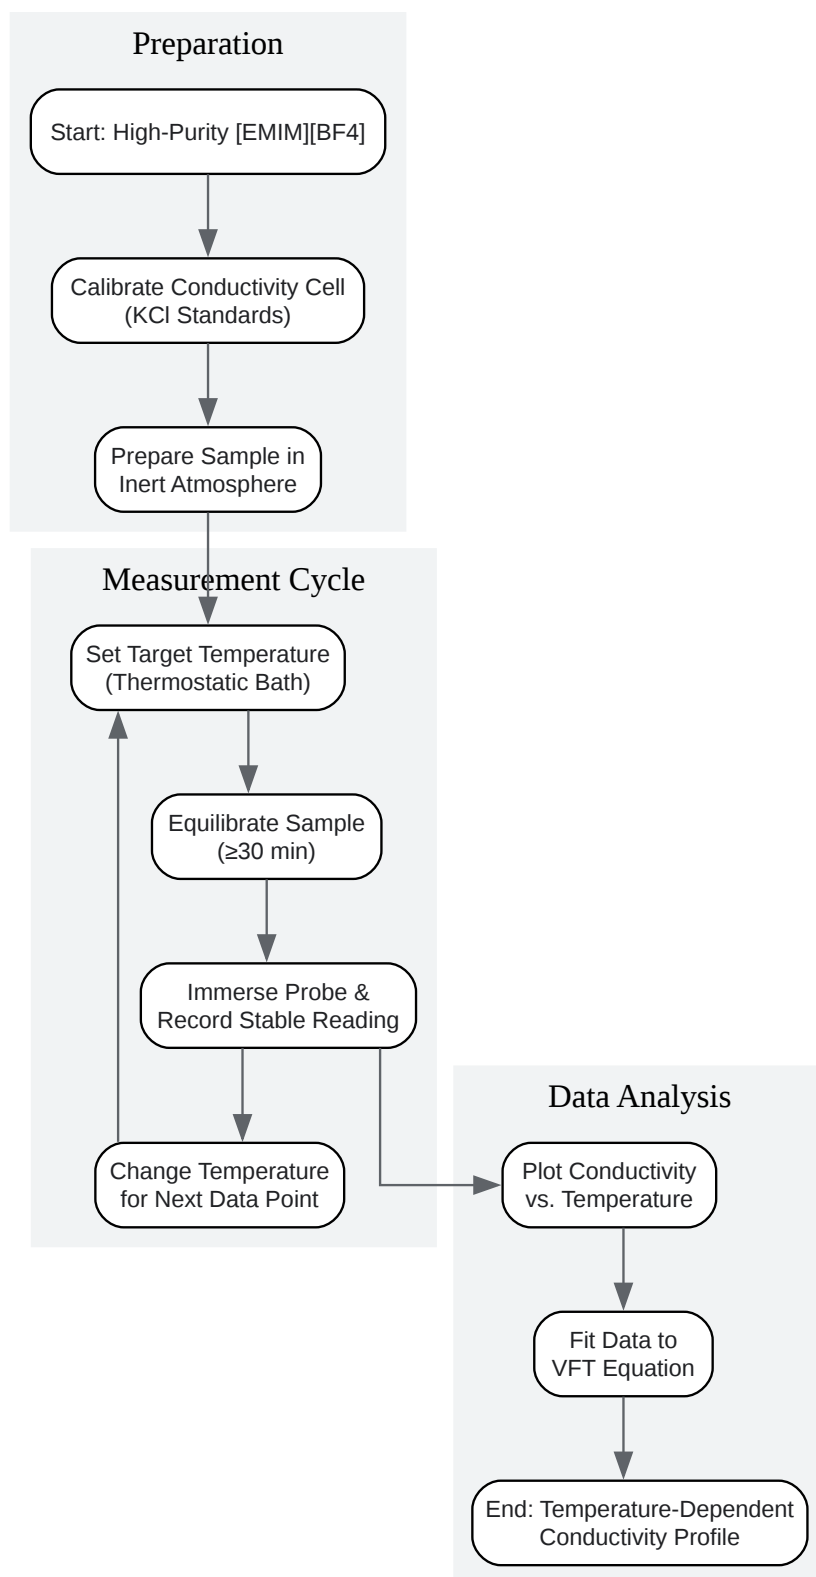 Preparation
Start: High-Purity [EMIM][BF4]
Calibrate Conductivity Cell
(KCl Standards)
Prepare Sample in
Inert Atmosphere
Measurement Cycle
Set Target Temperature
(Thermostatic Bath)
Equilibrate Sample
(≥30 min)
Immerse Probe &
Record Stable Reading
Change Temperature
for Next Data Point
Data Analysis
Plot Conductivity
vs. Temperature
Fit Data to
VFT Equation
End: Temperature-Dependent
Conductivity Profile